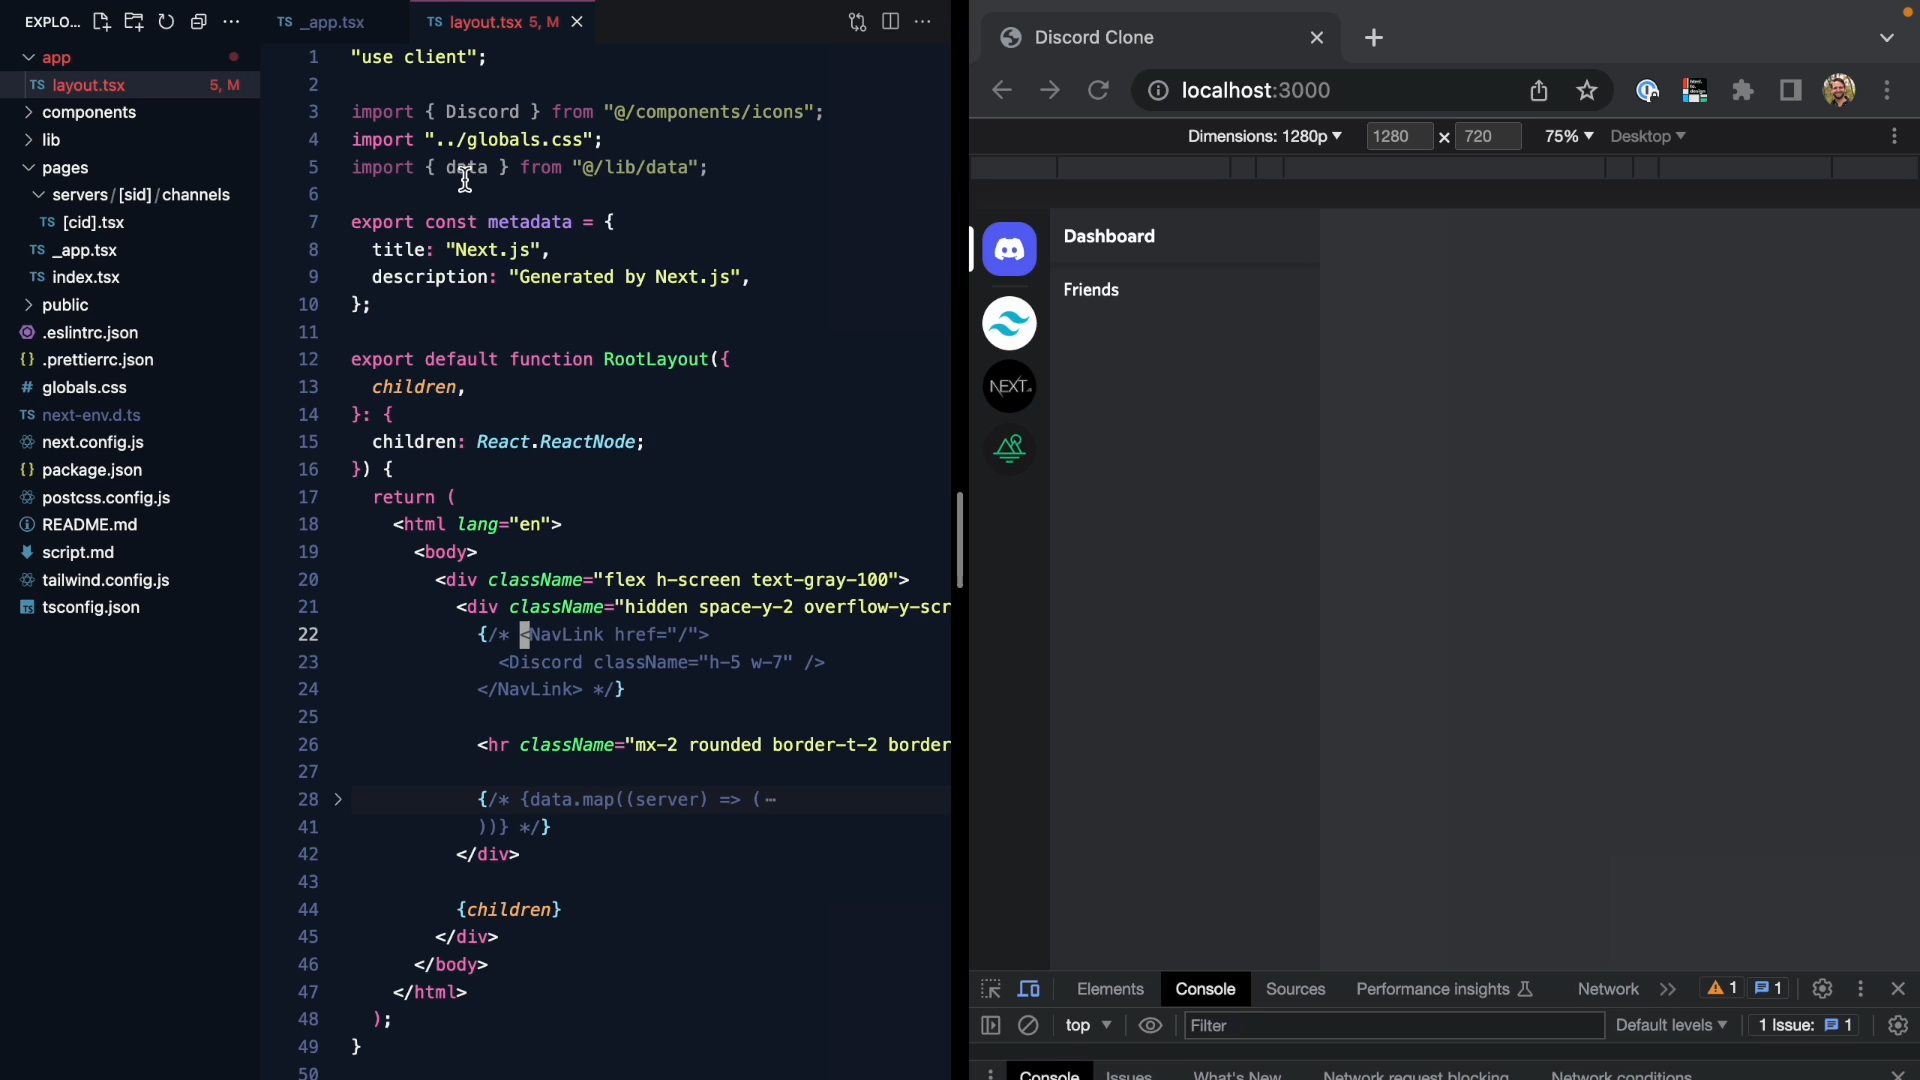 EXPLO...
app
TS layout.tsx 5, M
components
lib
pages
servers/[sid]/channels
TS [cid].tsx
TS _app.tsx
TS index.tsx
public
.eslintrc.json
{} .prettierrc.json
# globals.css
TS next-env.d.ts
next.config.js
{} package.json
postcss.config.js
README.md
script.md
tailwind.config.js
TS tsconfig.json
TS _app.tsx
TS layout.tsx 5, M
1 "use client";
2
3 import { Discord } from "@/components/icons";
4 import "../globals.css";
5 import { data } from "@/lib/data";
6
7 export const metadata = {
8 title: "Next.js",
9 description: "Generated by Next.js",
10 };
11
12 export default function RootLayout({
13 children,
14 }: {
15 children: React.ReactNode;
16 }) {
17 return (
18 <html lang="en">
19 <body>
20 <div className="flex h-screen text-gray-100">
21 <div className="hidden space-y-2 overflow-y-scr
22 {/* <NavLink href="/">
23 <Discord className="h-5 w-7" />
24 </NavLink> */}
25
26 <hr className="mx-2 rounded border-t-2 border
27
28 {/* {data.map((server) => (⋯
41 ))} */}
42 </div>
43
44 {children}
45 </div>
46 </body>
47 </html>
48 );
49 }
50
Discord Clone
localhost:3000
Dimensions: 1280p 1280 x 720 75% Desktop
Dashboard
Friends
NEXT.
Elements Console Sources Performance insights Network 1 1
top Filter Default levels 1 Issue: 1
Console Issues What's New Network request blocking Network conditions